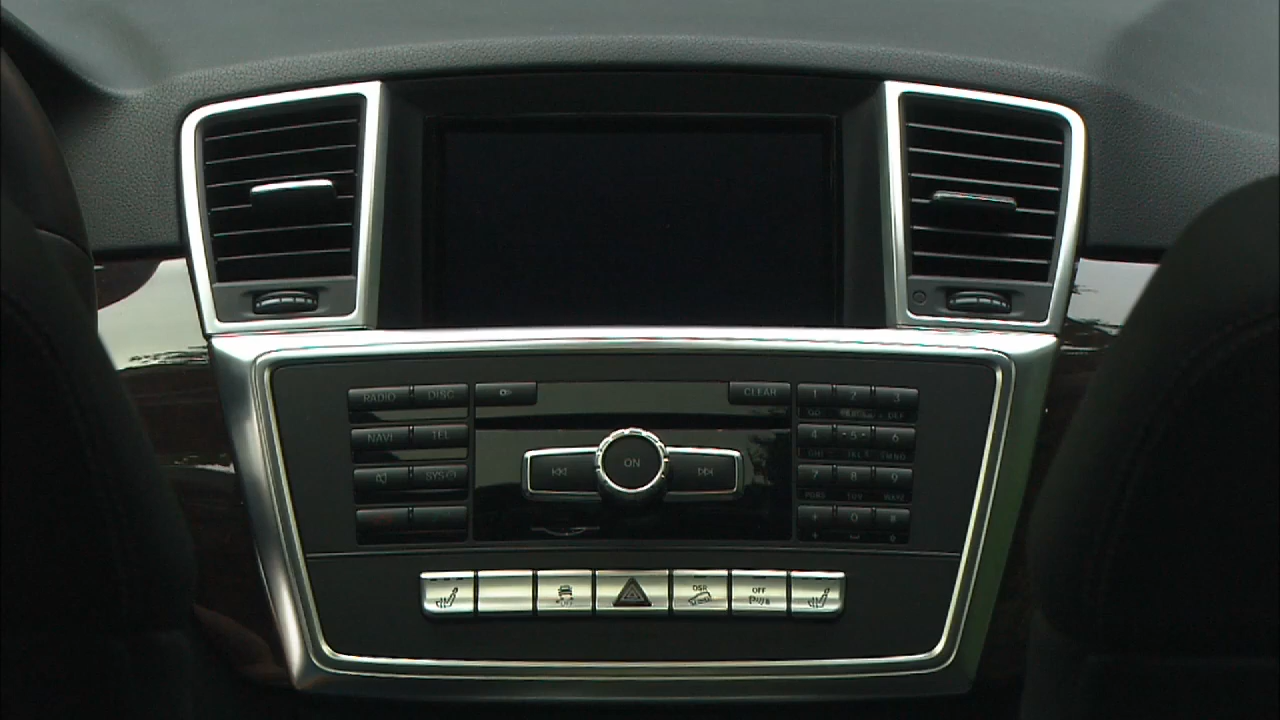 RADIO DISC CLEAR 1 2 3
NAVI TEL 4 5 6
SYS 7 8 9
ON
0 #
DSR
OFF